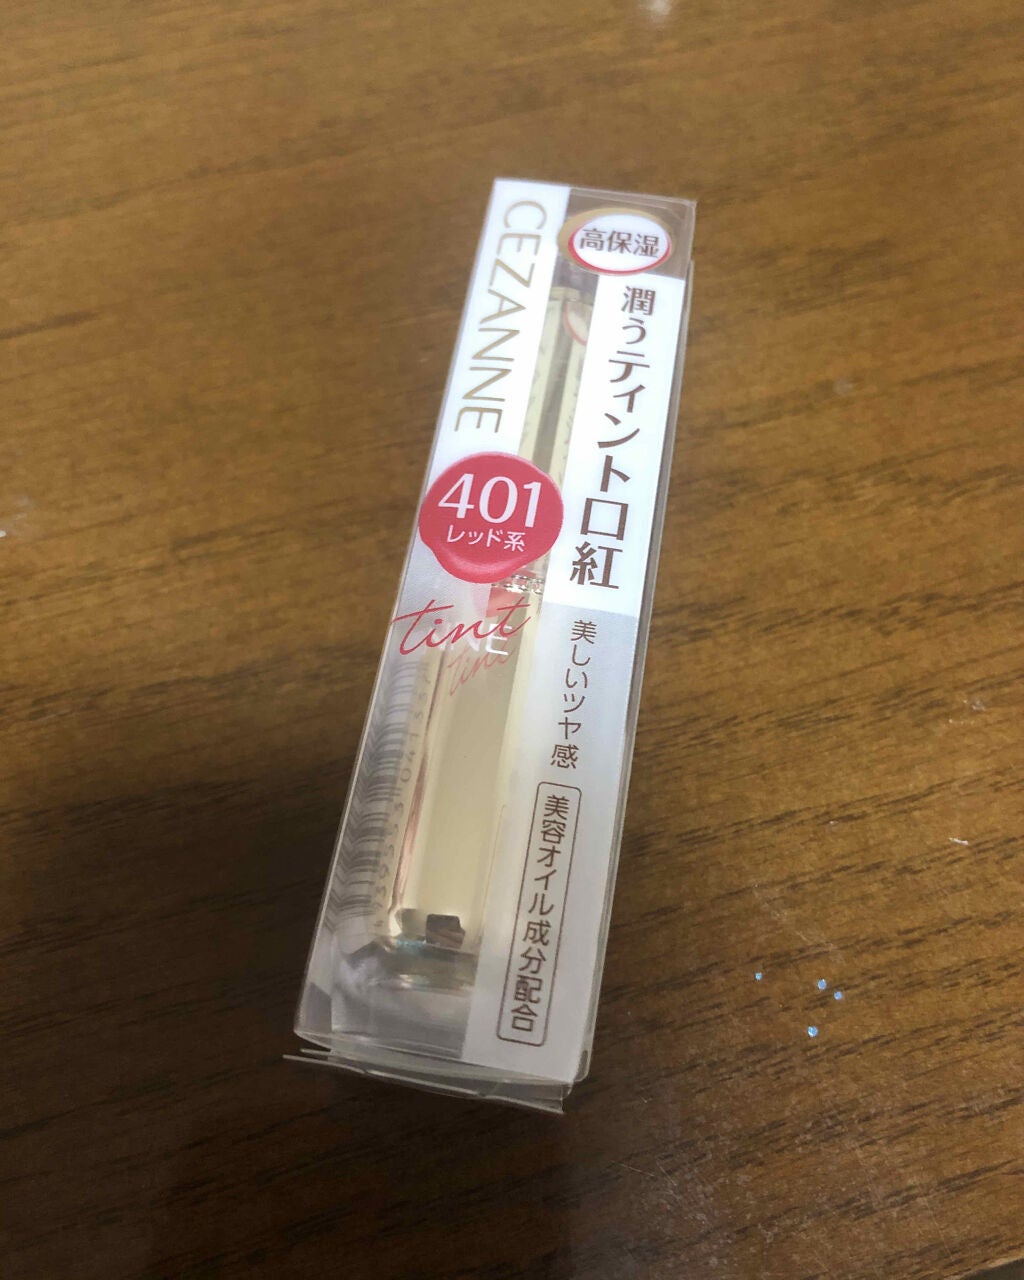 CEZANNE
高保湿
潤うティント口紅
401
レッド系
tint
美しいツヤ感
美容オイル成分配合